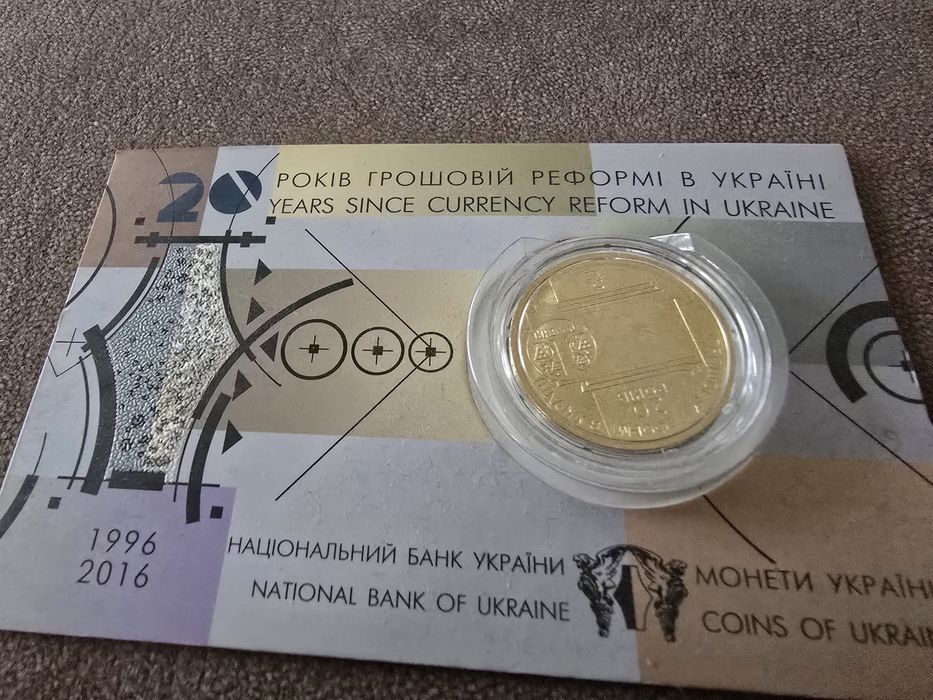 20 РОКІВ ГРОШОВІЙ РЕФОРМІ В УКРАЇНІ
YEARS SINCE CURRENCY REFORM IN UKRAINE
1996
2016
НАЦІОНАЛЬНИЙ БАНК УКРАЇНИ
NATIONAL BANK OF UKRAINE
МОНЕТИ УКРАЇНИ
COINS OF UKRAIN